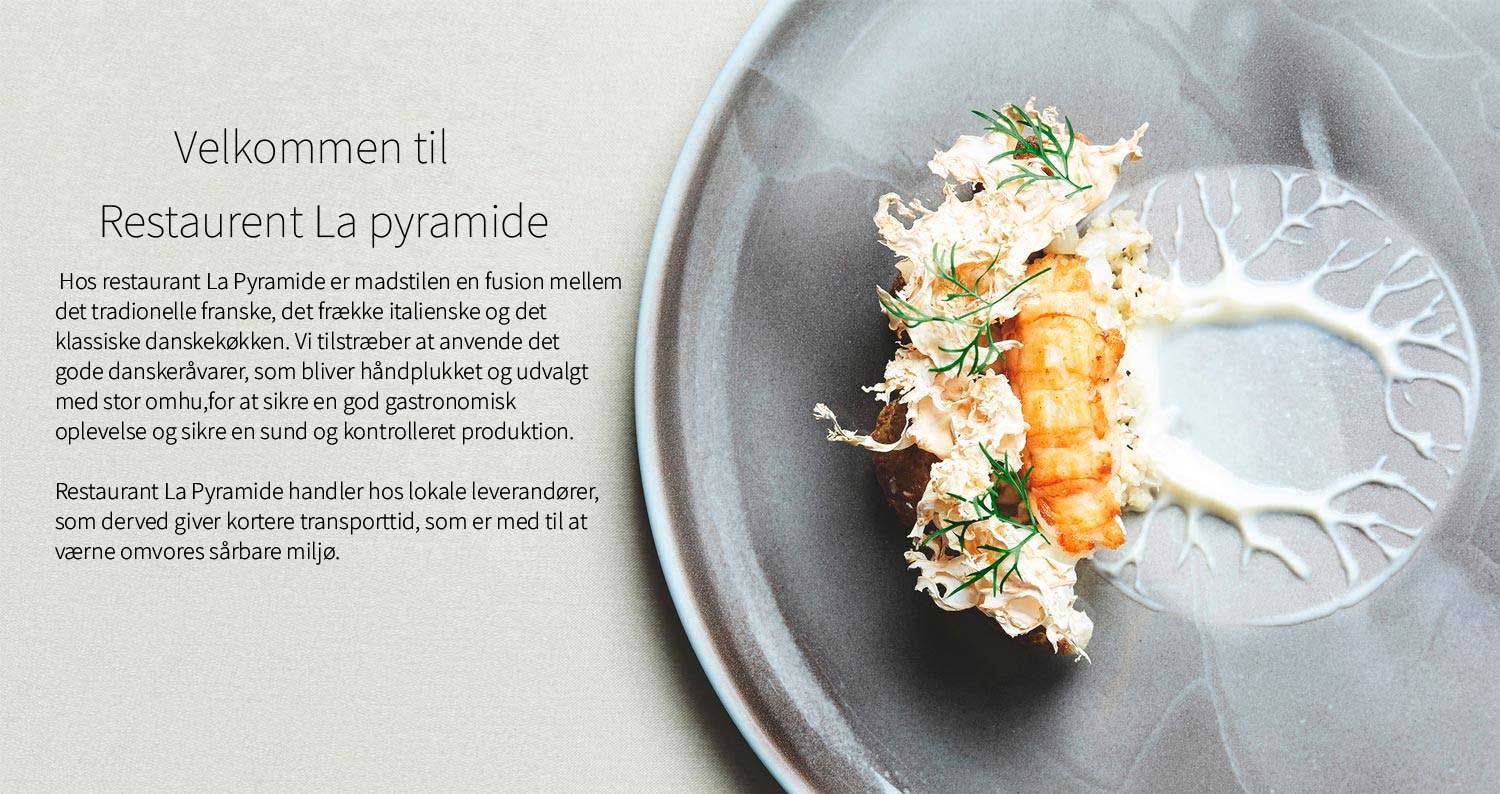 Velkommen til
Restaurent La pyramide
Hos restaurant La Pyramide er madstilen en fusion mellem
det tradionelle franske, det frække italienske og det
klassiske danskekøkken. Vi tilstræber at anvende det
gode danskeråvarer, som bliver håndplukket og udvalgt
med stor omhu,for at sikre en god gastronomisk
oplevelse og sikre en sund og kontrolleret produktion.
Restaurant La Pyramide handler hos lokale leverandører,
som derved giver kortere transporttid, som er med til at
værne omvores sårbare miljø.